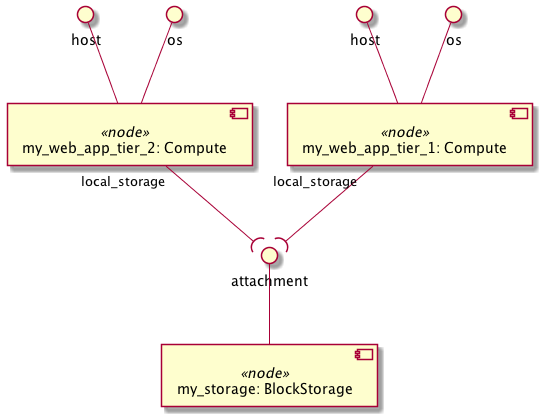 host
os
host
os
«node»
my_web_app_tier_2: Compute
«node»
my_web_app_tier_1: Compute
local_storage
local_storage
attachment
«node»
my_storage: BlockStorage